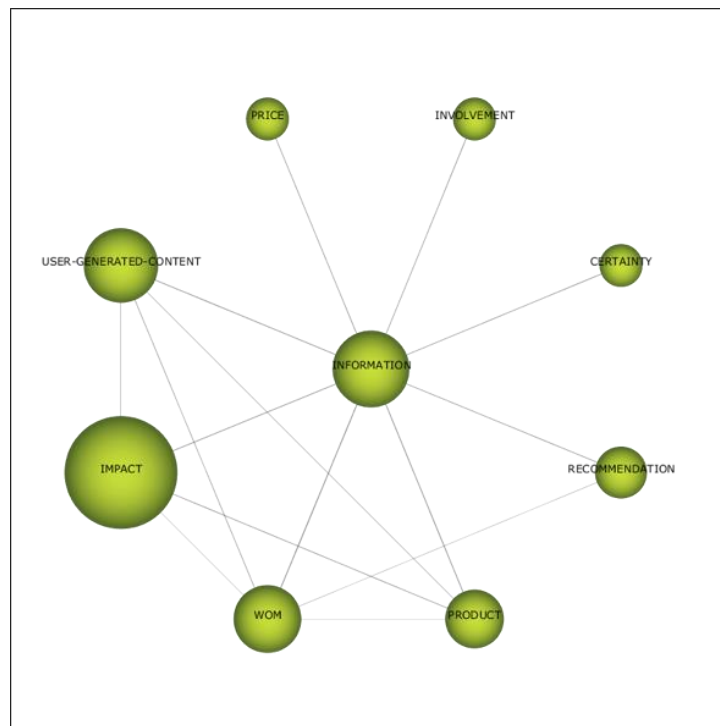 PRICE
INVOLVEMENT
USER-GENERATED-CONTENT
CERTAINTY
INFORMATION
IMPACT
RECOMMENDATION
WOM
PRODUCT